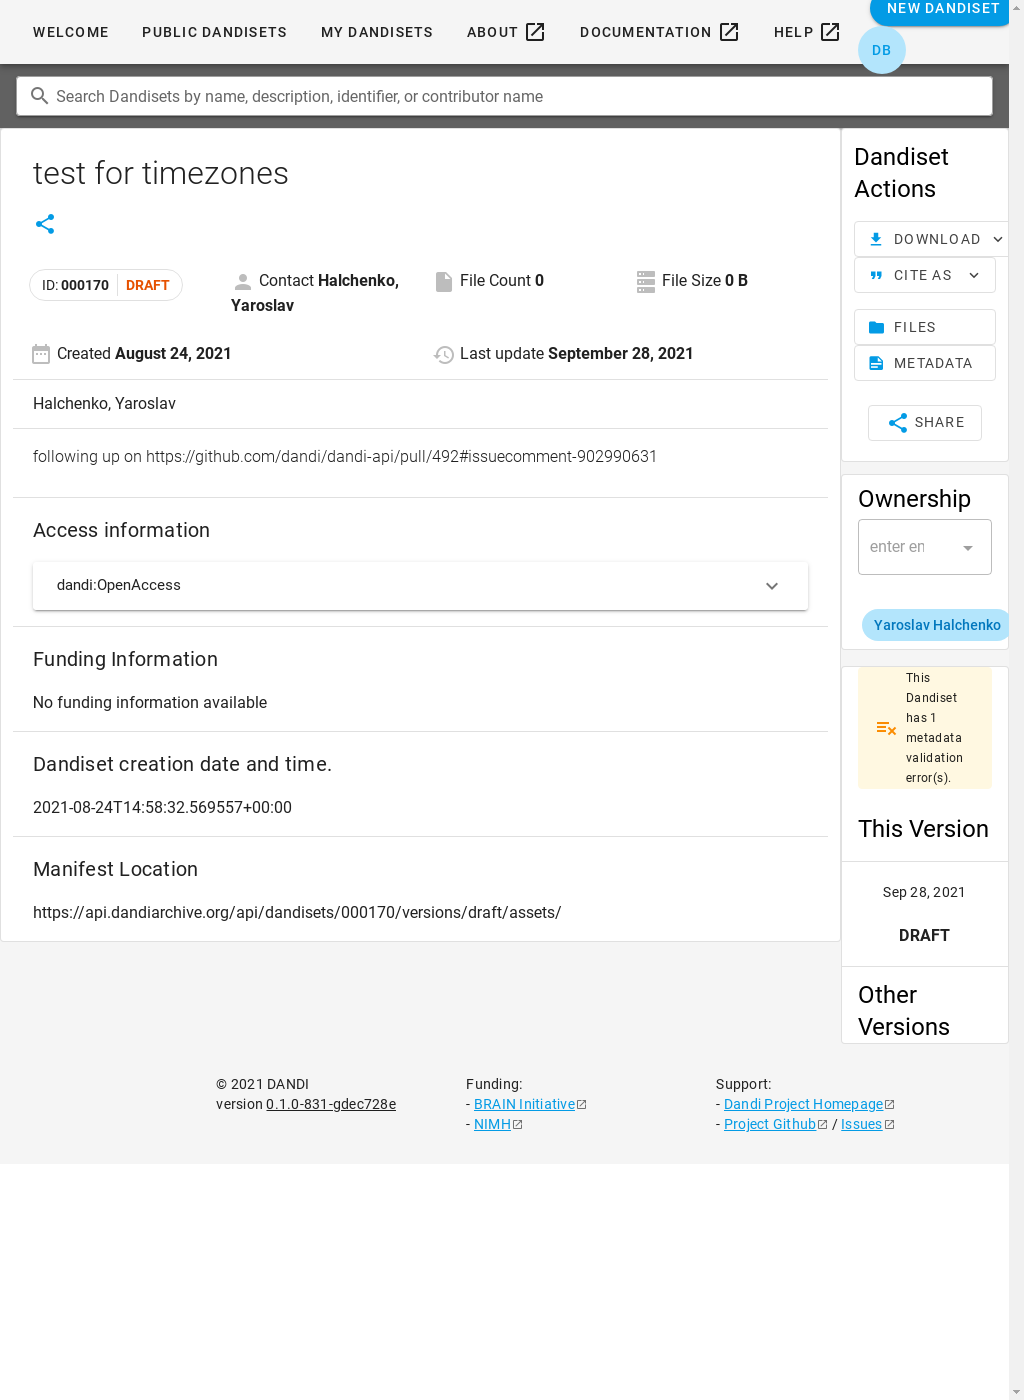 WELCOME PUBLIC DANDISETS MY DANDISETS ABOUT DOCUMENTATION HELP NEW DANDISET
DB
Search Dandisets by name, description, identifier, or contributor name
test for timezones
ID: 000170 DRAFT
Contact Halchenko, Yaroslav
File Count 0
File Size 0 B
Created August 24, 2021
Last update September 28, 2021
Halchenko, Yaroslav
following up on https://github.com/dandi/dandi-api/pull/492#issuecomment-902990631
Access information
dandi:OpenAccess
Funding Information
No funding information available
Dandiset creation date and time.
2021-08-24T14:58:32.569557+00:00
Manifest Location
https://api.dandiarchive.org/api/dandisets/000170/versions/draft/assets/
Dandiset
Actions
DOWNLOAD
CITE AS
FILES
METADATA
SHARE
Ownership
enter en
Yaroslav Halchenko
This
Dandiset
has 1
metadata
validation
error(s).
This Version
Sep 28, 2021
DRAFT
Other
Versions
© 2021 DANDI
version 0.1.0-831-gdec728e
Funding:
- BRAIN Initiative
- NIMH
Support:
- Dandi Project Homepage
- Project Github / Issues